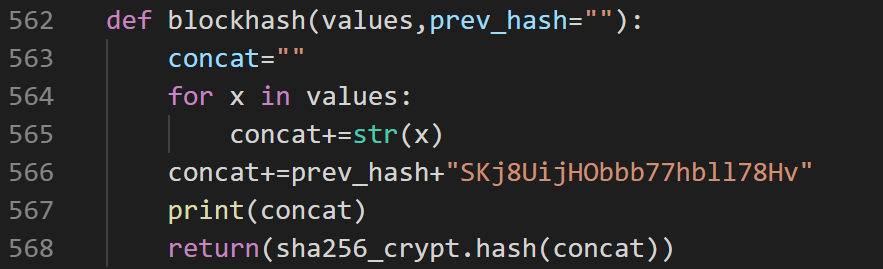 562 def blockhash(values,prev_hash=""):
563     concat=""
564     for x in values:
565         concat+=str(x)
566     concat+=prev_hash+"SKj8UijHObbb77hbll78Hv"
567     print(concat)
568     return(sha256_crypt.hash(concat))